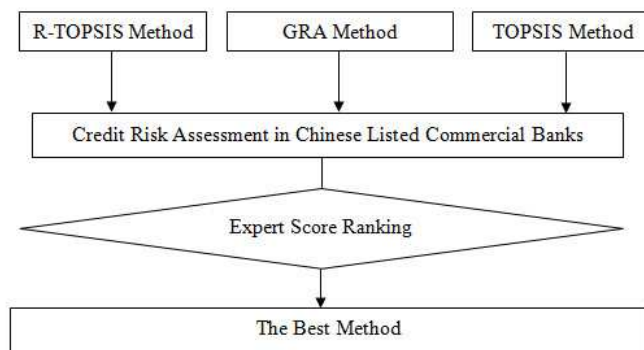 R-TOPSIS Method
GRA Method
TOPSIS Method
Credit Risk Assessment in Chinese Listed Commercial Banks
Expert Score Ranking
The Best Method